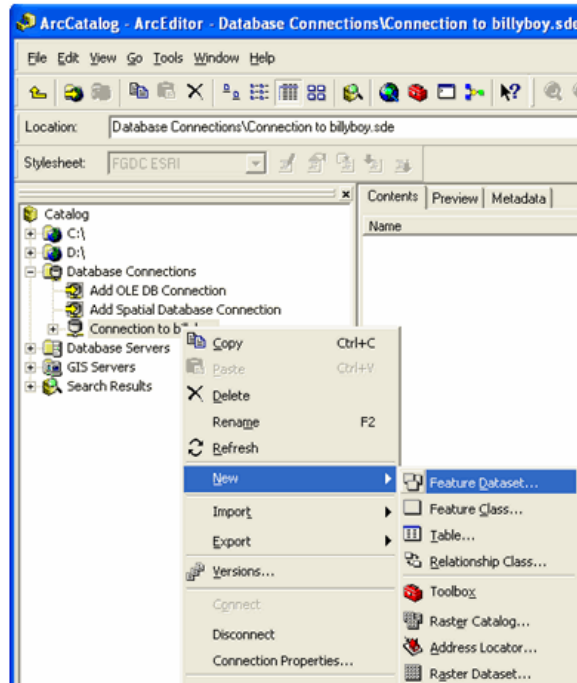 ArcCatalog - ArcEditor - Database Connections\Connection to billyboy.sde
File Edit View Go Tools Window Help
Location: Database Connections\Connection to billyboy.sde
Stylesheet: FGDC ESRI
Contents Preview Metadata
Name
Catalog
C:\
D:\
Database Connections
Add OLE DB Connection
Add Spatial Database Connection
Connection to
Database Servers
GIS Servers
Search Results
Copy Ctrl+C
Paste Ctrl+V
Delete
Rename F2
Refresh
New
Import
Export
Versions...
Connect
Disconnect
Connection Properties...
Feature Dataset...
Feature Class...
Table...
Relationship Class...
Toolbox
Raster Catalog...
Address Locator...
Raster Dataset...